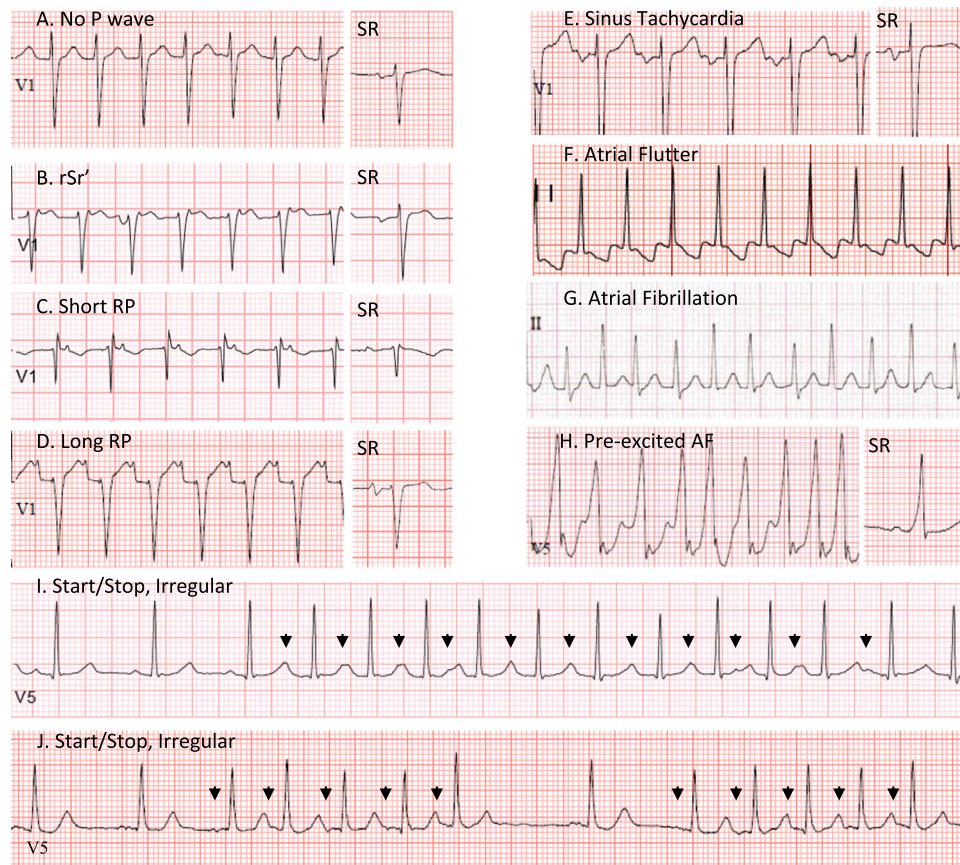 A. No P wave
SR
V1
B. rSr’
SR
V1
C. Short RP
SR
V1
D. Long RP
SR
V1
E. Sinus Tachycardia
SR
V1
F. Atrial Flutter
II
G. Atrial Fibrillation
II
H. Pre-excited AF
SR
V5
I. Start/Stop, Irregular
V5
J. Start/Stop, Irregular
V5